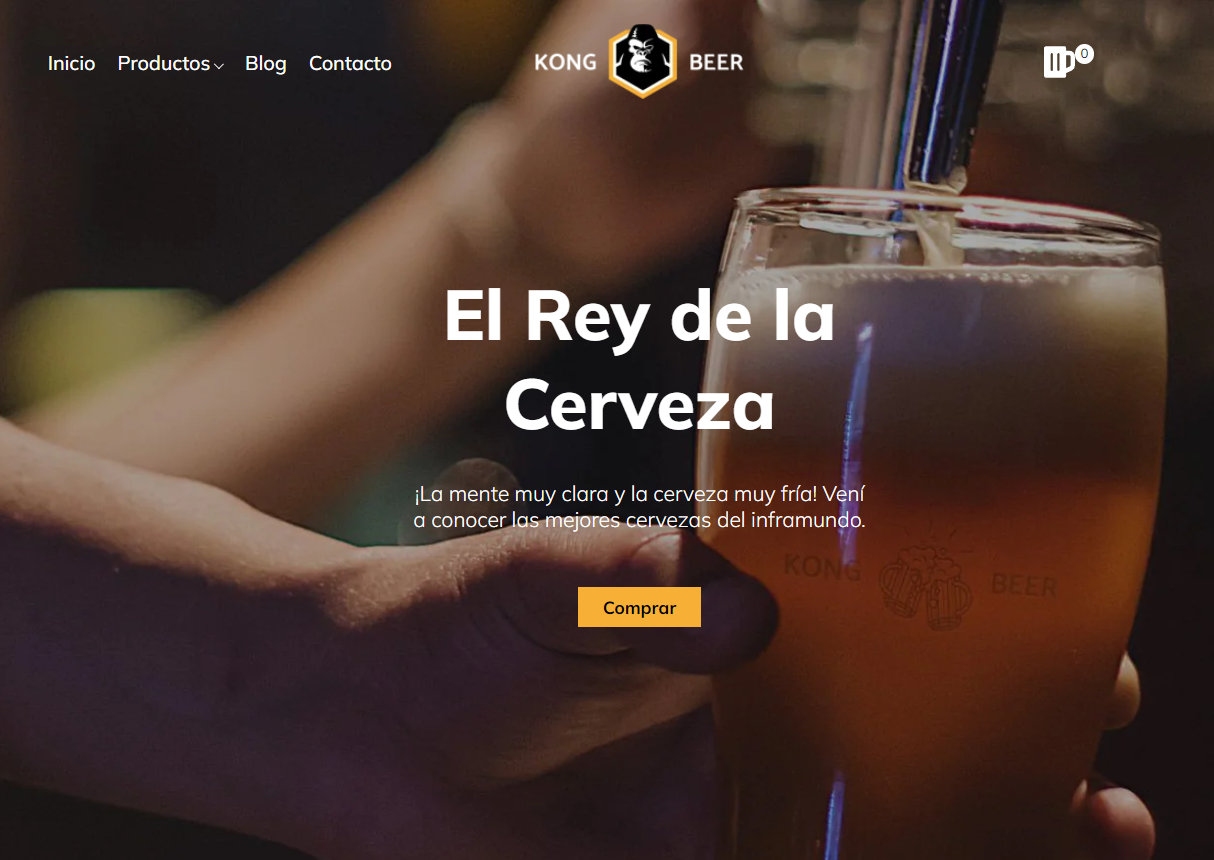 Inicio Productos Blog Contacto
KONG BEER
0
El Rey de la
Cerveza
¡La mente muy clara y la cerveza muy fría! Vení
a conocer las mejores cervezas del inframundo.
KONG BEER
Comprar